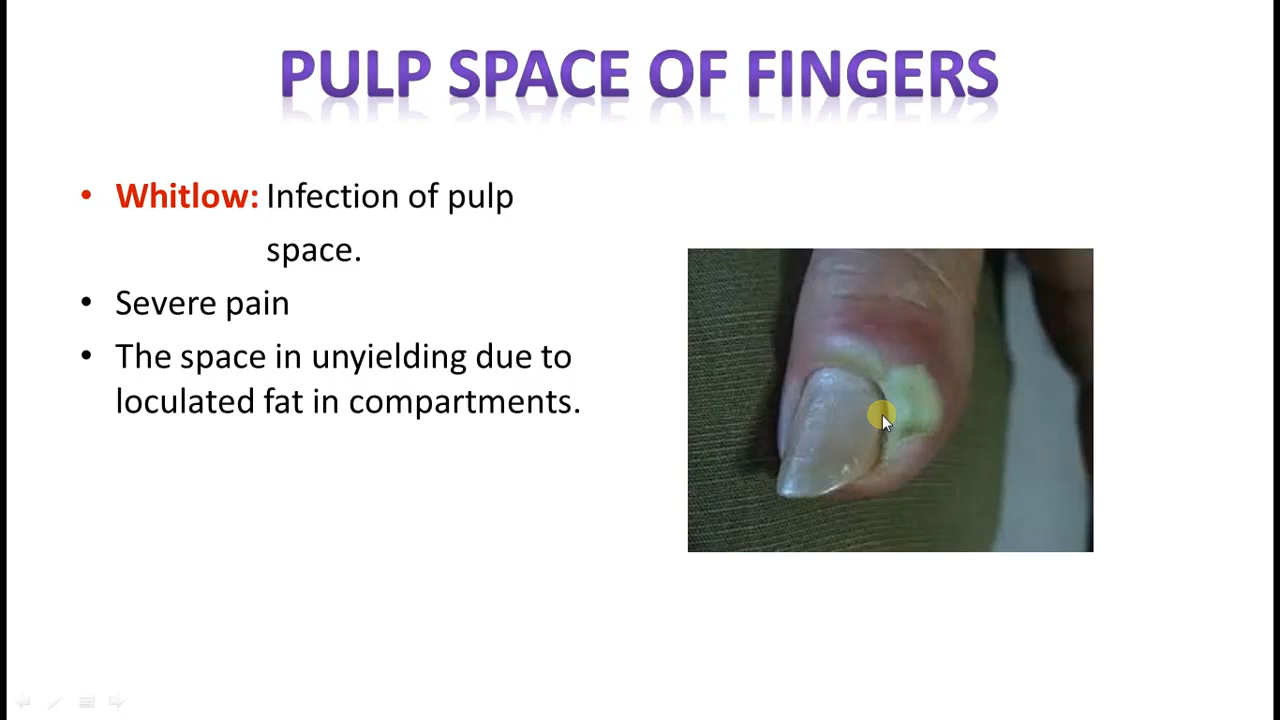 PULP SPACE OF FINGERS
• Whitlow: Infection of pulp
space.
• Severe pain
• The space in unyielding due to
loculated fat in compartments.